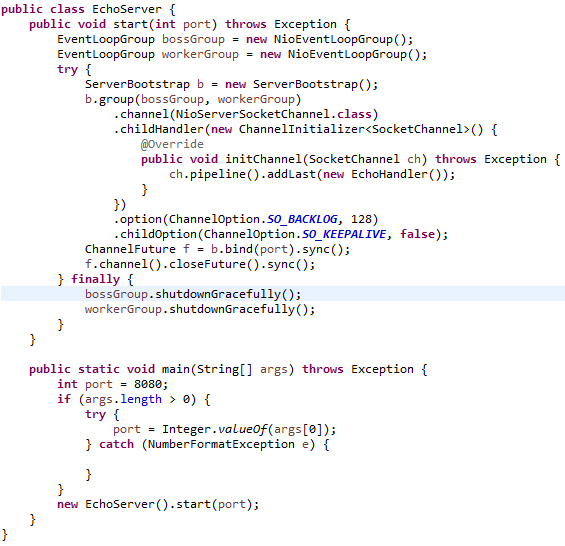 public class EchoServer {
    public void start(int port) throws Exception {
        EventLoopGroup bossGroup = new NioEventLoopGroup();
        EventLoopGroup workerGroup = new NioEventLoopGroup();
        try {
            ServerBootstrap b = new ServerBootstrap();
            b.group(bossGroup, workerGroup)
                .channel(NioServerSocketChannel.class)
                .childHandler(new ChannelInitializer<SocketChannel>() {
                    @Override
                    public void initChannel(SocketChannel ch) throws Exception {
                        ch.pipeline().addLast(new EchoHandler());
                    }
                })
                .option(ChannelOption.SO_BACKLOG, 128)
                .childOption(ChannelOption.SO_KEEPALIVE, false);
            ChannelFuture f = b.bind(port).sync();
            f.channel().closeFuture().sync();
        } finally {
            bossGroup.shutdownGracefully();
            workerGroup.shutdownGracefully();
        }
    }

    public static void main(String[] args) throws Exception {
        int port = 8080;
        if (args.length > 0) {
            try {
                port = Integer.valueOf(args[0]);
            } catch (NumberFormatException e) {

            }
        }
        new EchoServer().start(port);
    }
}